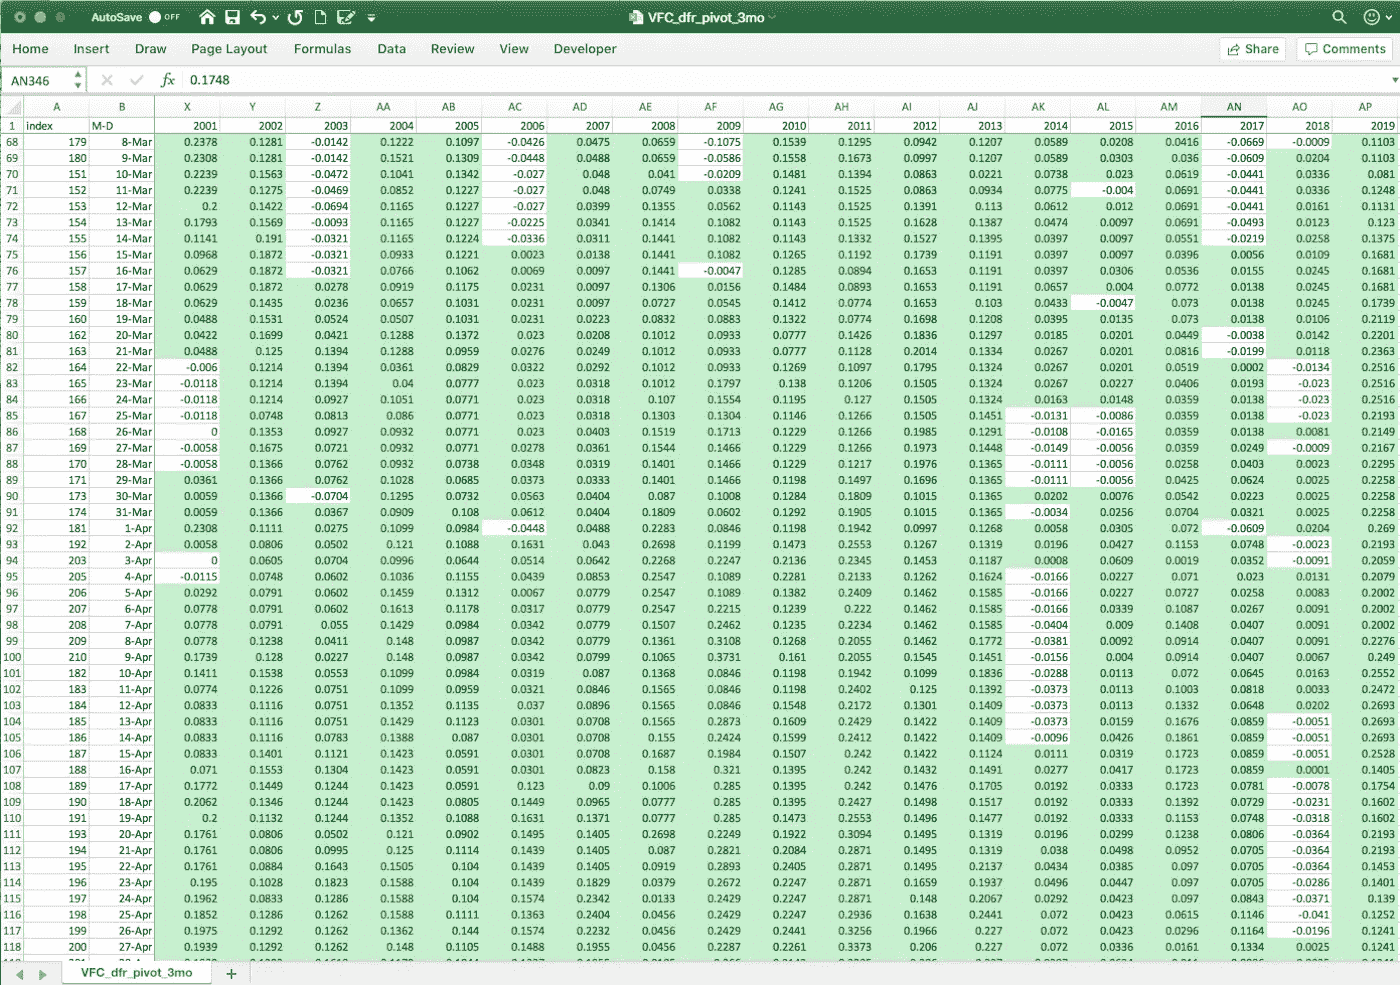 AutoSave OFF VFC_dfr_pivot_3mo
Home Insert Draw Page Layout Formulas Data Review View Developer Share Comments
AN346 fx 0.1748
A B X Y Z AA AB AC AD AE AF AG AH AI AJ AK AL AM AN AO AP
1 index M-D 2001 2002 2003 2004 2005 2006 2007 2008 2009 2010 2011 2012 2013 2014 2015 2016 2017 2018 2019
68 179 8-Mar 0.2378 0.1281 -0.0142 0.1222 0.1097 -0.0426 0.0475 0.0659 -0.1075 0.1539 0.1295 0.0942 0.1207 0.0589 0.0208 0.0416 -0.0669 -0.0009 0.1103
69 180 9-Mar 0.2308 0.1281 -0.0142 0.1521 0.1309 -0.0448 0.0488 0.0659 -0.0586 0.1558 0.1673 0.0997 0.1207 0.0589 0.0303 0.036 -0.0609 0.0204 0.1103
70 151 10-Mar 0.2239 0.1563 -0.0472 0.1041 0.1342 -0.027 0.048 0.041 -0.0209 0.1481 0.1394 0.0863 0.0221 0.0738 0.023 0.0619 -0.0441 0.0336 0.081
71 152 11-Mar 0.2239 0.1275 -0.0469 0.0852 0.1227 -0.027 0.048 0.0749 0.0338 0.1241 0.1525 0.0863 0.0934 0.0775 -0.004 0.0691 -0.0441 0.0336 0.1248
72 153 12-Mar 0.2 0.1422 -0.0694 0.1165 0.1227 -0.027 0.0399 0.1355 0.0562 0.1143 0.1525 0.1391 0.113 0.0612 0.012 0.0691 -0.0441 0.0161 0.1131
73 154 13-Mar 0.1793 0.1569 -0.0093 0.1165 0.1227 -0.0225 0.0341 0.1414 0.1082 0.1143 0.1525 0.1628 0.1387 0.0474 0.0097 0.0691 -0.0493 0.0123 0.123
74 155 14-Mar 0.1141 0.191 -0.0321 0.1165 0.1224 -0.0336 0.0311 0.1441 0.1082 0.1143 0.1332 0.1527 0.1395 0.0397 0.0097 0.0551 -0.0219 0.0258 0.1375
75 156 15-Mar 0.0968 0.1872 -0.0321 0.0933 0.1221 0.0023 0.0138 0.1441 0.1082 0.1265 0.1192 0.1739 0.1191 0.0397 0.0097 0.0396 0.0056 0.0109 0.1681
76 157 16-Mar 0.0629 0.1872 -0.0321 0.0766 0.1062 0.0069 0.0097 0.1441 -0.0047 0.1285 0.0894 0.1653 0.1191 0.0397 0.0306 0.0536 0.0155 0.0245 0.1681
77 158 17-Mar 0.0629 0.1872 0.0278 0.0919 0.1175 0.0231 0.0097 0.1306 0.0156 0.1484 0.0893 0.1653 0.1191 0.0657 0.004 0.0772 0.0138 0.0245 0.1681
78 159 18-Mar 0.0629 0.1435 0.0236 0.0657 0.1031 0.0231 0.0097 0.0727 0.0545 0.1412 0.0774 0.1653 0.103 0.0433 -0.0047 0.073 0.0138 0.0245 0.1739
79 160 19-Mar 0.0488 0.1531 0.0524 0.0507 0.1031 0.0231 0.0223 0.0832 0.0883 0.1322 0.0774 0.1698 0.1208 0.0395 0.0135 0.073 0.0138 0.0106 0.2119
80 162 20-Mar 0.0422 0.1699 0.0421 0.1288 0.1372 0.023 0.0208 0.1012 0.0933 0.0777 0.1426 0.1836 0.1297 0.0185 0.0201 0.0449 -0.0038 0.0142 0.2201
81 163 21-Mar 0.0488 0.125 0.1394 0.1288 0.0959 0.0276 0.0249 0.1012 0.0933 0.0777 0.1128 0.2014 0.1334 0.0267 0.0201 0.0816 -0.0199 0.0118 0.2363
82 164 22-Mar -0.006 0.1214 0.1394 0.0361 0.0829 0.0322 0.0292 0.1012 0.0933 0.1269 0.1097 0.1795 0.1324 0.0267 0.0201 0.0519 0.0002 -0.0134 0.2516
83 165 23-Mar -0.0118 0.1214 0.1394 0.04 0.0777 0.023 0.0318 0.1012 0.1797 0.138 0.1206 0.1505 0.1324 0.0267 0.0227 0.0406 0.0193 -0.023 0.2516
84 166 24-Mar -0.0118 0.1214 0.0927 0.1051 0.0771 0.023 0.0318 0.107 0.1554 0.1195 0.127 0.1505 0.1324 0.0163 0.0148 0.0359 0.0138 -0.023 0.2516
85 167 25-Mar -0.0118 0.0748 0.0813 0.086 0.0771 0.023 0.0318 0.1303 0.1304 0.1146 0.1266 0.1505 0.1451 -0.0131 -0.0086 0.0359 0.0138 -0.023 0.2193
86 168 26-Mar 0 0.1353 0.0927 0.0932 0.0771 0.023 0.0403 0.1519 0.1713 0.1229 0.1266 0.1985 0.1291 -0.0108 -0.0165 0.0359 0.0138 0.0081 0.2149
87 169 27-Mar -0.0058 0.1675 0.0721 0.0932 0.0771 0.0278 0.0361 0.1544 0.1466 0.1229 0.1266 0.1973 0.1448 -0.0149 -0.0056 0.0359 0.0249 -0.0009 0.2167
88 170 28-Mar -0.0058 0.1366 0.0762 0.0932 0.0738 0.0348 0.0319 0.1401 0.1466 0.1229 0.1217 0.1976 0.1365 -0.0111 -0.0056 0.0258 0.0403 0.0023 0.2295
89 171 29-Mar 0.0361 0.1366 0.0762 0.1028 0.0685 0.0373 0.0333 0.1401 0.1466 0.1198 0.1497 0.1696 0.1365 -0.0111 -0.0056 0.0425 0.0624 0.0025 0.2258
90 173 30-Mar 0.0059 0.1366 -0.0704 0.1295 0.0732 0.0563 0.0404 0.087 0.1008 0.1284 0.1809 0.1015 0.1365 0.0202 0.0076 0.0542 0.0223 0.0025 0.2258
91 174 31-Mar 0.0059 0.1366 0.0367 0.0909 0.108 0.0612 0.0404 0.1809 0.0602 0.1292 0.1905 0.1015 0.1365 -0.0034 0.0256 0.0704 0.0321 0.0025 0.2258
92 181 1-Apr 0.2308 0.1111 0.0275 0.1099 0.0984 -0.0448 0.0488 0.2283 0.0846 0.1198 0.1942 0.0997 0.1268 0.0058 0.0305 0.072 -0.0609 0.0204 0.269
93 192 2-Apr 0.0058 0.0806 0.0502 0.121 0.1088 0.1631 0.043 0.2698 0.1199 0.1473 0.2553 0.1267 0.1319 0.0196 0.0427 0.1153 0.0748 -0.0023 0.2193
94 203 3-Apr 0 0.0605 0.0704 0.0996 0.0644 0.0514 0.0642 0.2268 0.2247 0.2136 0.2345 0.1453 0.1187 0.0008 0.0609 0.0019 0.0352 -0.0091 0.2059
95 205 4-Apr -0.0115 0.0748 0.0602 0.1036 0.1155 0.0439 0.0853 0.2547 0.1089 0.2281 0.2133 0.1262 0.1624 -0.0166 0.0227 0.071 0.023 0.0131 0.2079
96 206 5-Apr 0.0292 0.0791 0.0602 0.1459 0.1312 0.0067 0.0779 0.2547 0.1089 0.1382 0.2409 0.1462 0.1585 -0.0166 0.0227 0.0727 0.0258 0.0083 0.2002
97 207 6-Apr 0.0778 0.0791 0.0602 0.1613 0.1178 0.0317 0.0779 0.2547 0.2215 0.1239 0.222 0.1462 0.1585 -0.0166 0.0339 0.1087 0.0267 0.0091 0.2002
98 208 7-Apr 0.0778 0.0791 0.055 0.1429 0.0984 0.0342 0.0779 0.1507 0.2462 0.1235 0.2234 0.1462 0.1585 -0.0404 0.009 0.1408 0.0407 0.0091 0.2002
99 209 8-Apr 0.0778 0.1238 0.0411 0.148 0.0987 0.0342 0.0779 0.1361 0.3108 0.1268 0.2055 0.1462 0.1772 -0.0381 0.0092 0.0914 0.0407 0.0091 0.2276
100 210 9-Apr 0.1739 0.128 0.0227 0.148 0.0987 0.0342 0.0799 0.1065 0.3731 0.161 0.2055 0.1545 0.1451 -0.0156 0.004 0.0914 0.0407 0.0067 0.249
101 182 10-Apr 0.1411 0.1538 0.0553 0.1099 0.0984 0.0319 0.087 0.1368 0.0846 0.1198 0.1942 0.1099 0.1836 -0.0288 0.0113 0.072 0.0645 0.0163 0.2552
102 183 11-Apr 0.0774 0.1226 0.0751 0.1099 0.0959 0.0321 0.0846 0.1565 0.0846 0.1198 0.2402 0.125 0.1392 -0.0373 0.0113 0.1003 0.0818 0.0033 0.2472
103 184 12-Apr 0.0833 0.1116 0.0751 0.1352 0.1135 0.037 0.0896 0.1565 0.0846 0.1548 0.2172 0.1301 0.1409 -0.0373 0.0113 0.1332 0.0648 0.0202 0.2693
104 185 13-Apr 0.0833 0.1116 0.0751 0.1429 0.1123 0.0301 0.0708 0.1565 0.2873 0.1609 0.2429 0.1422 0.1409 -0.0373 0.0159 0.1676 0.0859 -0.0051 0.2693
105 186 14-Apr 0.0833 0.1116 0.0783 0.1388 0.087 0.0301 0.0708 0.155 0.2424 0.1599 0.2412 0.1422 0.1409 -0.0096 0.0426 0.1861 0.0859 -0.0051 0.2693
106 187 15-Apr 0.0833 0.1401 0.1121 0.1423 0.0591 0.0301 0.0708 0.1687 0.1984 0.1507 0.242 0.1422 0.1124 0.0111 0.0319 0.1723 0.0859 -0.0051 0.2528
107 188 16-Apr 0.071 0.1553 0.1304 0.1423 0.0591 0.0301 0.0823 0.158 0.321 0.1395 0.242 0.1432 0.1491 0.0277 0.0417 0.1723 0.0859 0.0001 0.1405
108 189 17-Apr 0.1772 0.1449 0.1244 0.1423 0.0591 0.123 0.09 0.1006 0.285 0.1395 0.242 0.1476 0.1705 0.0192 0.0333 0.1723 0.0781 -0.0078 0.1754
109 190 18-Apr 0.2062 0.1346 0.1244 0.1423 0.0805 0.1449 0.0965 0.0777 0.285 0.1395 0.2427 0.1498 0.1517 0.0192 0.0333 0.1392 0.0729 -0.0231 0.1602
110 191 19-Apr 0.2 0.1132 0.1244 0.1352 0.1088 0.1631 0.1371 0.0777 0.285 0.1473 0.2553 0.1496 0.1477 0.0192 0.0333 0.1153 0.0748 -0.0318 0.1602
111 193 20-Apr 0.1761 0.0806 0.0502 0.121 0.0902 0.1495 0.1405 0.2698 0.2249 0.1922 0.3094 0.1495 0.1319 0.0196 0.0299 0.1238 0.0806 -0.0364 0.2193
112 194 21-Apr 0.1761 0.0806 0.0995 0.125 0.1114 0.1439 0.1405 0.087 0.2821 0.2084 0.2871 0.1495 0.1319 0.038 0.0498 0.0952 0.0705 -0.0364 0.2193
113 195 22-Apr 0.1761 0.0884 0.1643 0.1505 0.104 0.1439 0.1405 0.0919 0.2893 0.2405 0.2871 0.1495 0.2137 0.0434 0.0385 0.097 0.0705 -0.0364 0.1453
114 196 23-Apr 0.195 0.1028 0.1823 0.1588 0.104 0.1439 0.1829 0.0379 0.2672 0.2247 0.2871 0.1659 0.1937 0.0496 0.0447 0.097 0.0705 -0.0286 0.1401
115 197 24-Apr 0.1962 0.0833 0.1286 0.1588 0.104 0.1574 0.2342 0.0133 0.2429 0.2247 0.2871 0.148 0.2067 0.0292 0.0423 0.097 0.0843 -0.0371 0.139
116 198 25-Apr 0.1852 0.1286 0.1262 0.1588 0.1111 0.1363 0.2404 0.0456 0.2429 0.2247 0.2936 0.1638 0.2441 0.072 0.0423 0.0615 0.1146 -0.041 0.1252
117 199 26-Apr 0.1975 0.1292 0.1262 0.1362 0.144 0.1574 0.2232 0.0456 0.2429 0.2441 0.3256 0.1966 0.227 0.072 0.0423 0.0296 0.1164 -0.0196 0.1241
118 200 27-Apr 0.1939 0.1292 0.1262 0.148 0.1105 0.1488 0.1955 0.0456 0.2287 0.2261 0.3373 0.206 0.227 0.072 0.0336 0.0161 0.1334 0.0025 0.1241
VFC_dfr_pivot_3mo +